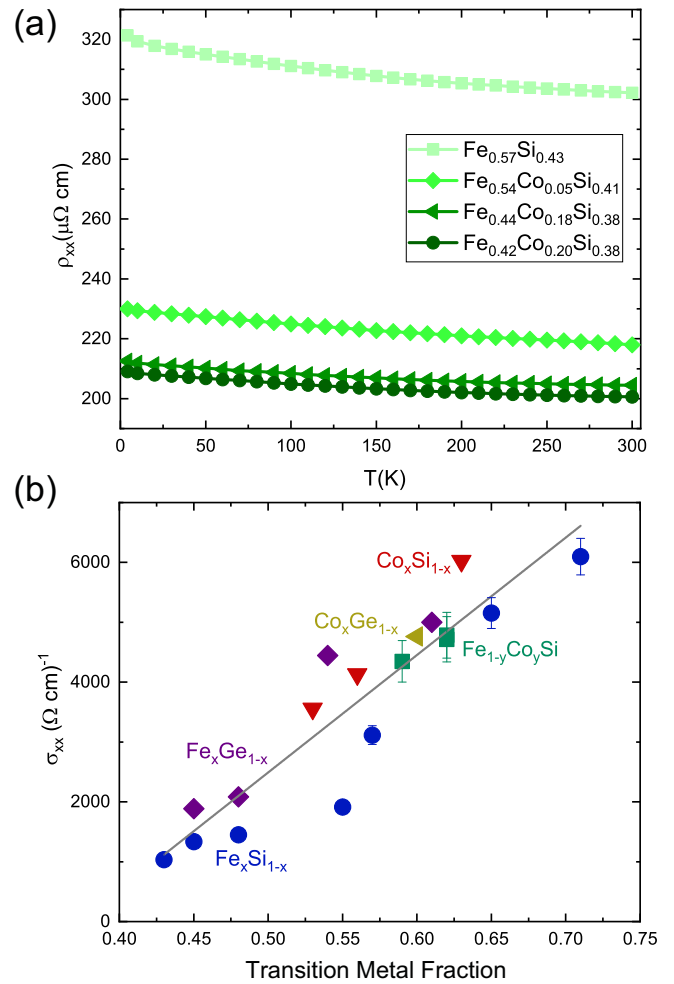 (a)
320
300
280
260
240
220
200
ρxx(μΩ cm)
Fe0.57Si0.43
Fe0.54Co0.05Si0.41
Fe0.44Co0.18Si0.38
Fe0.42Co0.20Si0.38
0 50 100 150 200 250 300
T(K)
(b)
6000
4000
2000
0
σxx (Ω cm)-1
CoxSi1-x
CoxGe1-x
Fe1-yCoySi
FexGe1-x
FexSi1-x
0.40 0.45 0.50 0.55 0.60 0.65 0.70 0.75
Transition Metal Fraction